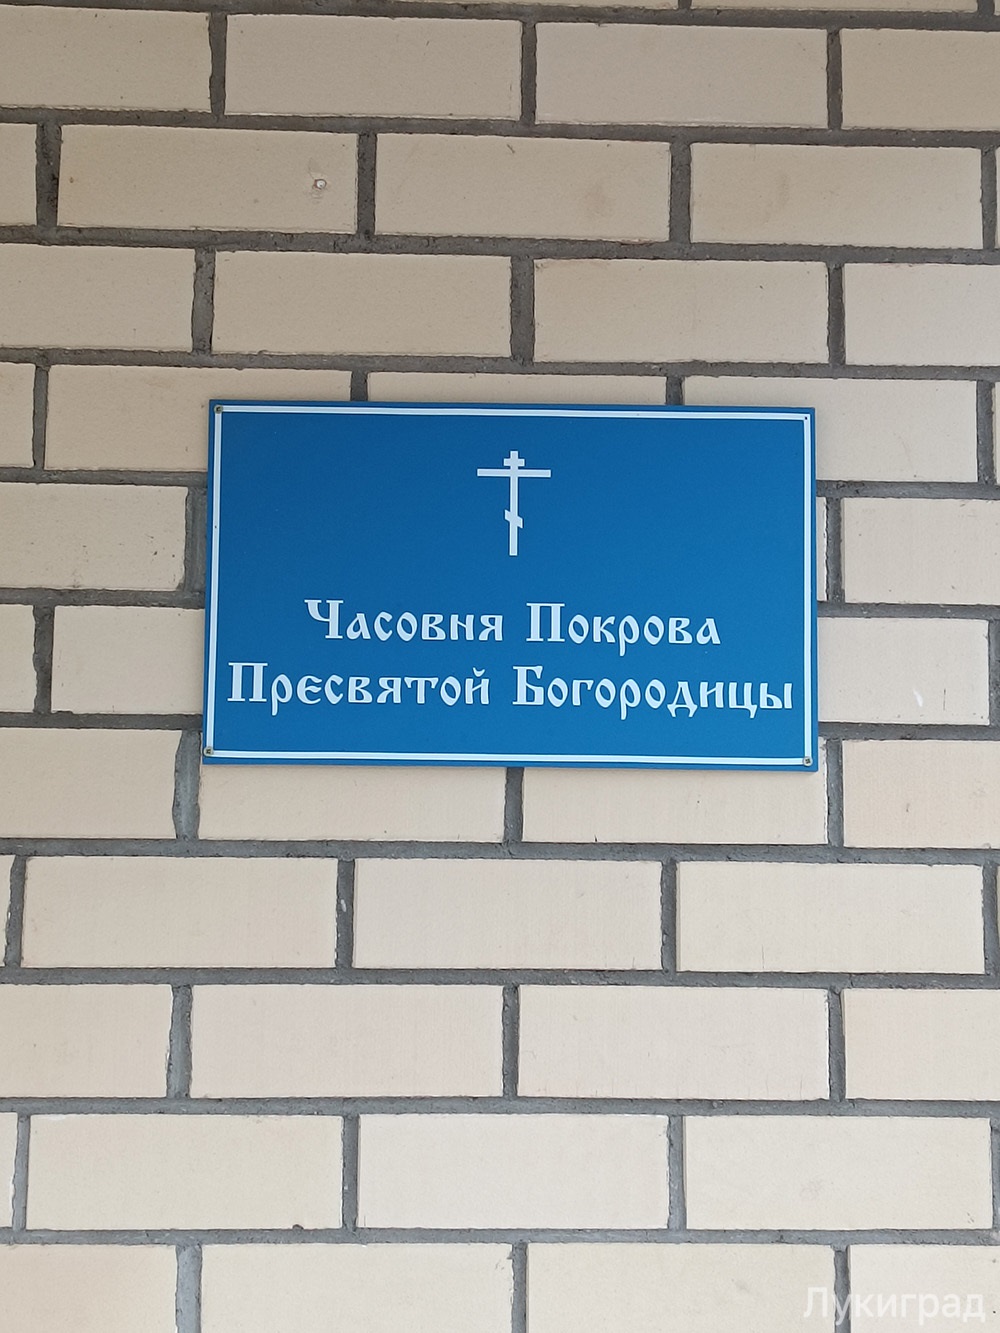 Часовня Покрова
Пресвятой Богородицы
Лукиград